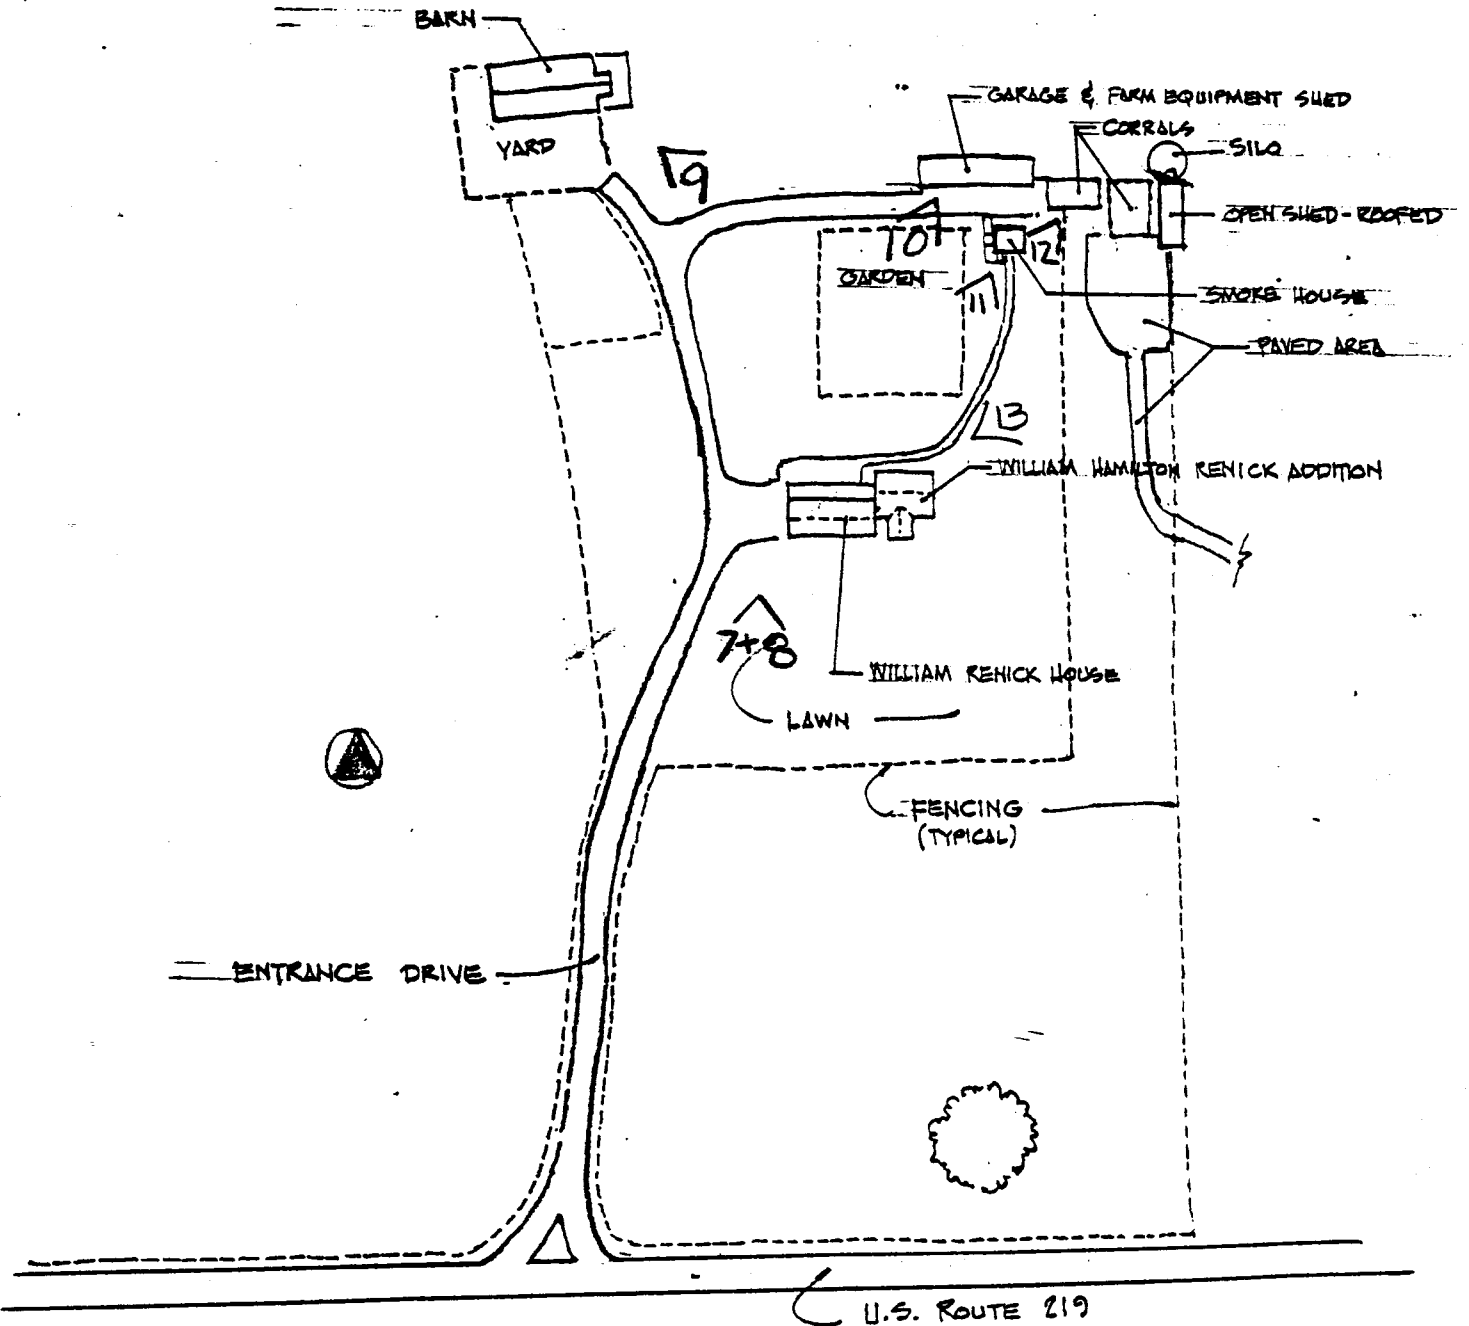 BARN
GARAGE & FARM EQUIPMENT SHED
CORRALS
SILO
YARD
9
OPEN SHED-ROOFED
10
12
GARDEN
11
SMOKE HOUSE
PAVED AREA
13
WILLIAM HAMILTON RENICK ADDITION
7+8
WILLIAM RENICK HOUSE
LAWN
FENCING
(TYPICAL)
ENTRANCE DRIVE
U.S. ROUTE 219